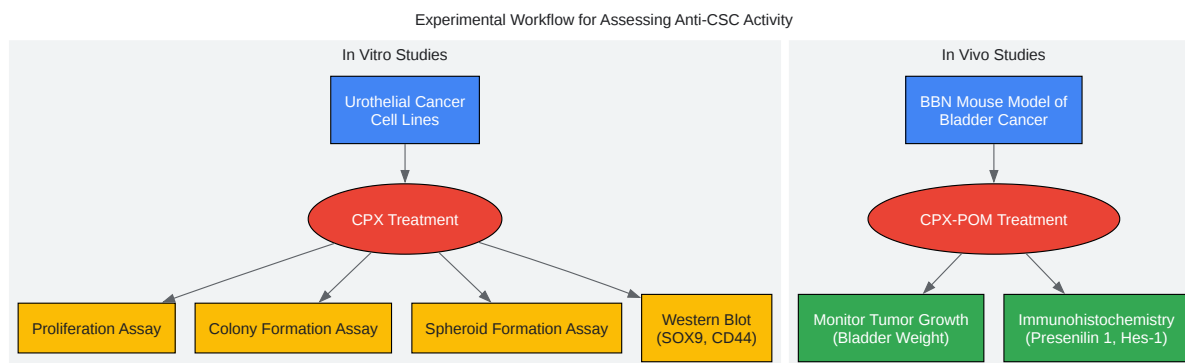 Experimental Workflow for Assessing Anti-CSC Activity
In Vitro Studies
Urothelial Cancer
Cell Lines
CPX Treatment
Proliferation Assay
Colony Formation Assay
Spheroid Formation Assay
Western Blot
(SOX9, CD44)
In Vivo Studies
BBN Mouse Model of
Bladder Cancer
CPX-POM Treatment
Monitor Tumor Growth
(Bladder Weight)
Immunohistochemistry
(Presenilin 1, Hes-1)